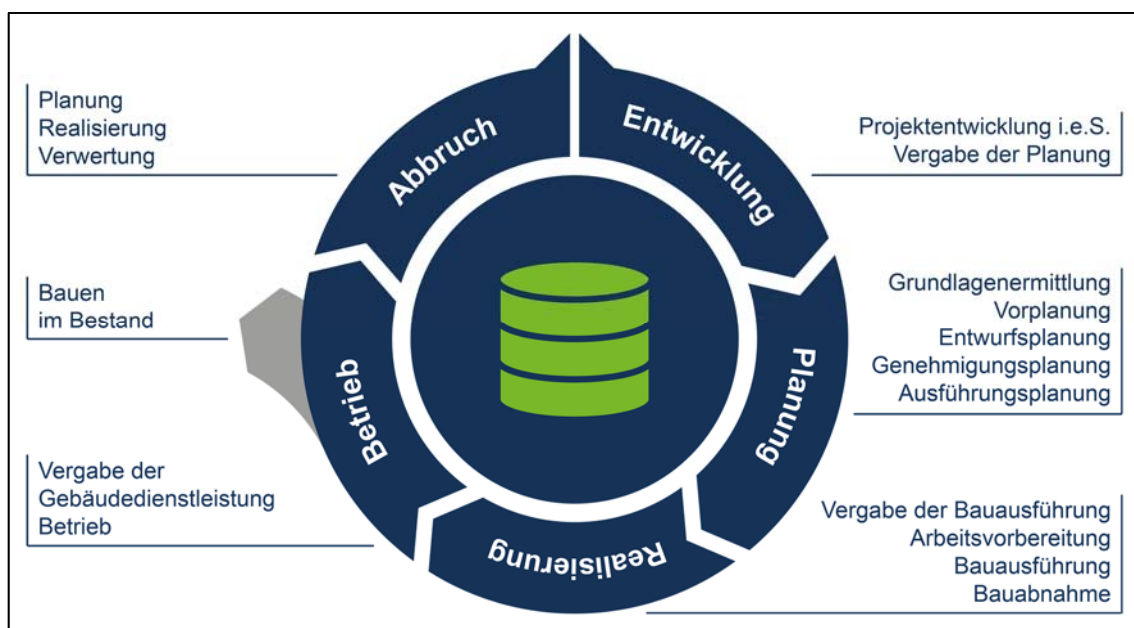 Planung
Realisierung
Verwertung
Bauen
im Bestand
Vergabe der
Gebäudedienstleistung
Betrieb
Abbruch
Entwicklung
Planung
Realisierung
Betrieb
Projektentwicklung i.e.S.
Vergabe der Planung
Grundlagenermittlung
Vorplanung
Entwurfsplanung
Genehmigungsplanung
Ausführungsplanung
Vergabe der Bauausführung
Arbeitsvorbereitung
Bauausführung
Bauabnahme